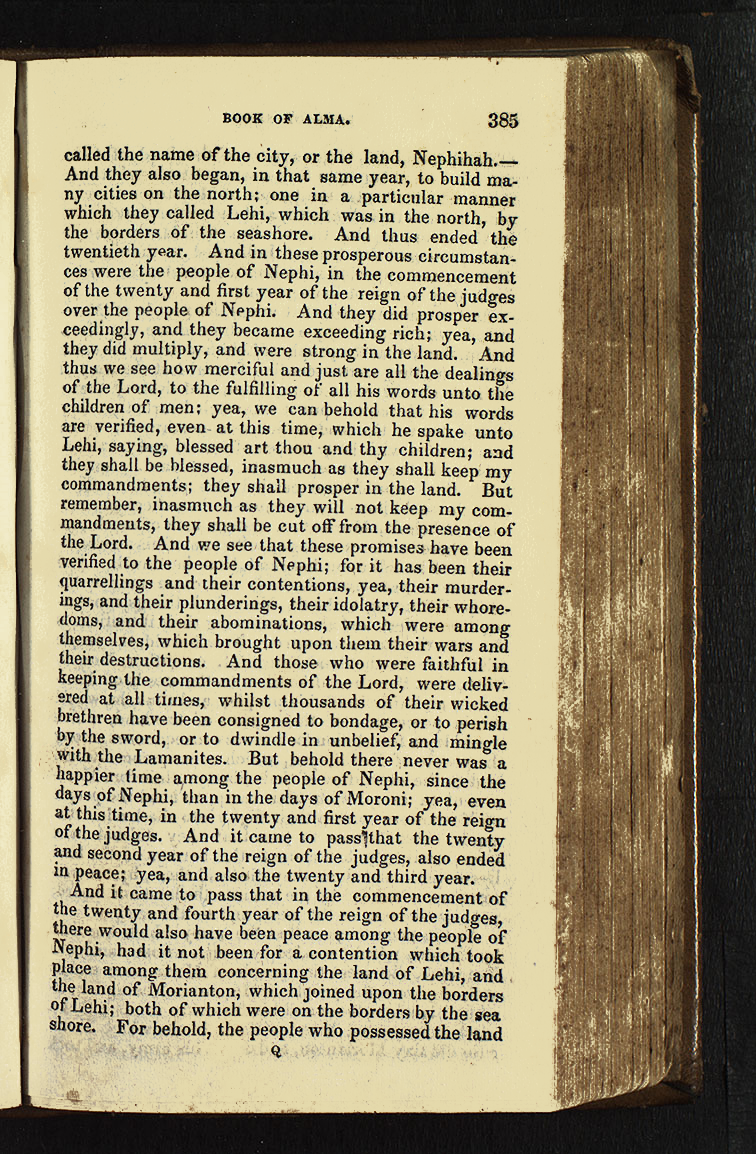 BOOK OF ALMA. 385
called the name of the city, or the land, Nephihah.—
And they also began, in that same year, to build ma-
ny cities on the north; one in a particular manner
which they called Lehi, which was in the north, by
the borders of the seashore. And thus ended the
twentieth year. And in these prosperous circumstan-
ces were the people of Nephi, in the commencement
of the twenty and first year of the reign of the judges
over the people of Nephi. And they did prosper ex-
ceedingly, and they became exceeding rich; yea, and
they did multiply, and were strong in the land. And
thus we see how merciful and just are all the dealings
of the Lord, to the fulfilling of all his words unto the
children of men; yea, we can behold that his words
are verified, even at this time, which he spake unto
Lehi, saying, blessed art thou and thy children; and
they shall be blessed, inasmuch as they shall keep my
commandments; they shall prosper in the land. But
remember, inasmuch as they will not keep my com-
mandments, they shall be cut off from the presence of
the Lord. And we see that these promises have been
verified to the people of Nephi; for it has been their
quarrellings and their contentions, yea, their murder-
ings, and their plunderings, their idolatry, their whore-
doms, and their abominations, which were among
themselves, which brought upon them their wars and
their destructions. And those who were faithful in
keeping the commandments of the Lord, were deliv-
ered at all times, whilst thousands of their wicked
brethren have been consigned to bondage, or to perish
by the sword, or to dwindle in unbelief, and mingle
with the Lamanites. But behold there never was a
happier time among the people of Nephi, since the
days of Nephi, than in the days of Moroni; yea, even
at this time, in the twenty and first year of the reign
of the judges. And it came to pass that the twenty
and second year of the reign of the judges, also ended
in peace; yea, and also the twenty and third year.
And it came to pass that in the commencement of
the twenty and fourth year of the reign of the judges,
there would also have been peace among the people of
Nephi, had it not been for a contention which took
place among them concerning the land of Lehi, and
the land of Morianton, which joined upon the borders
of Lehi; both of which were on the borders by the sea
shore. For behold, the people who possessed the land
Q